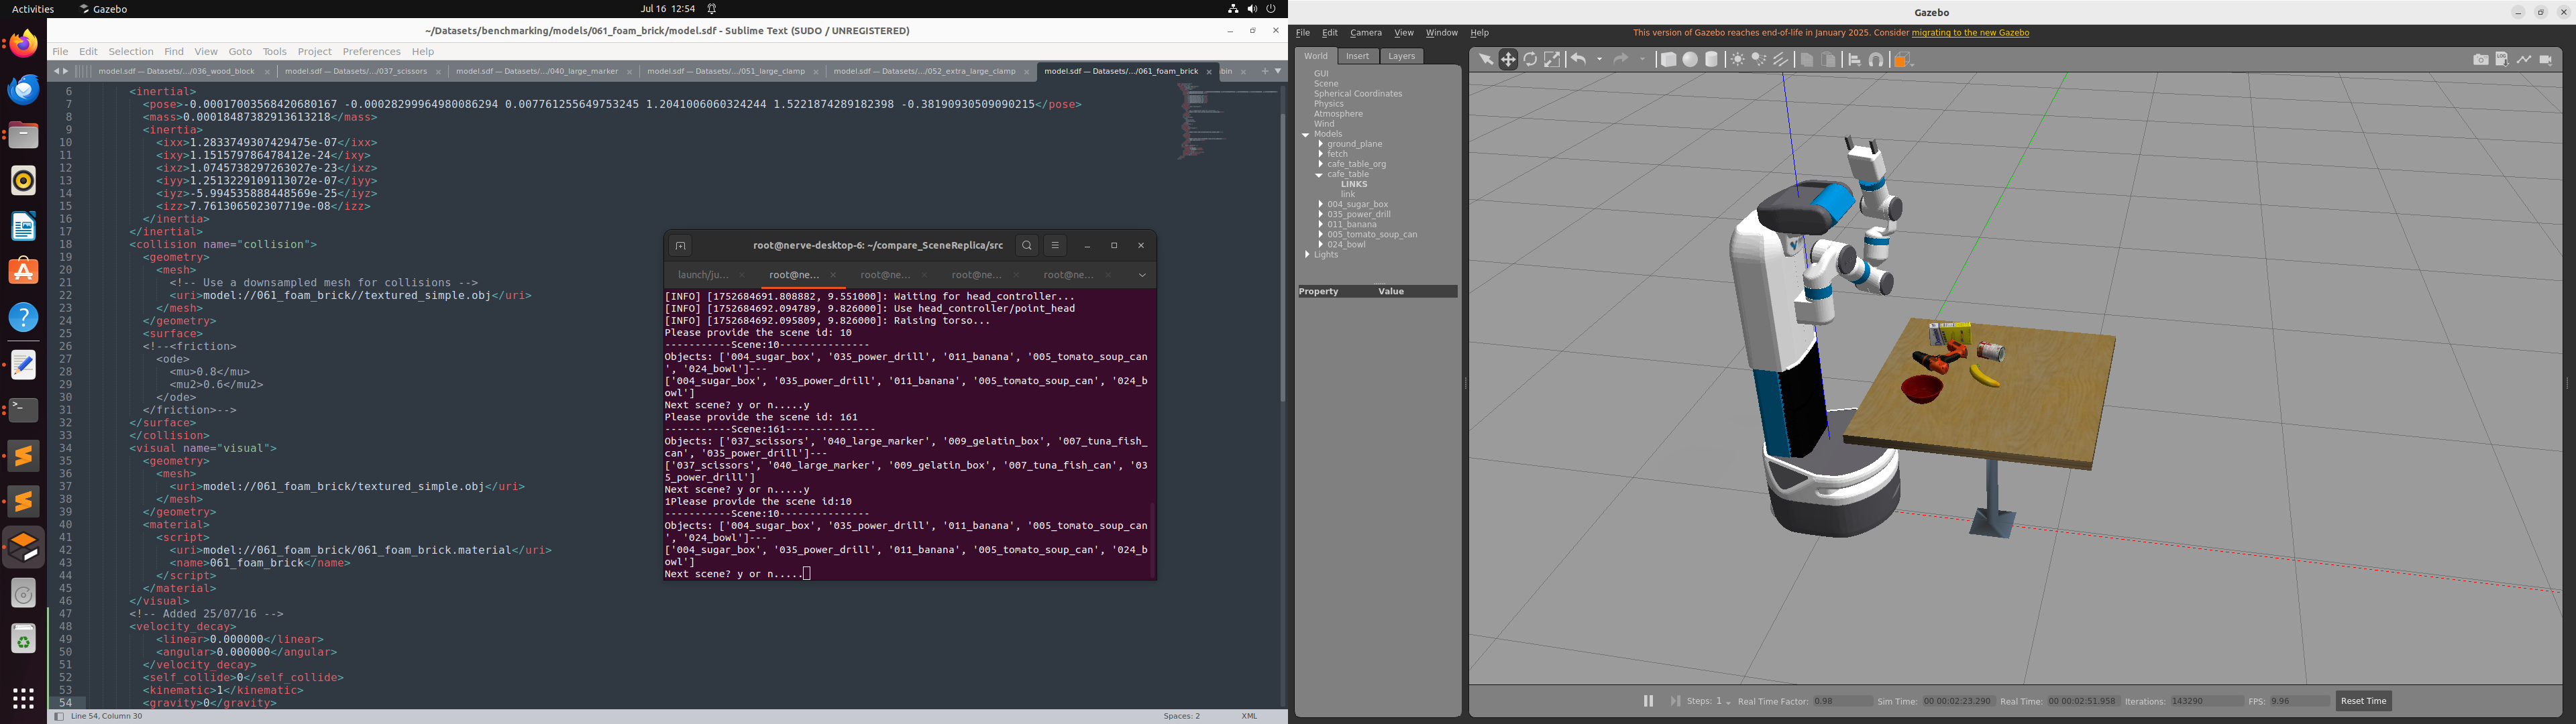 Activities
Gazebo
Jul 16 12:54
~/Datasets/benchmarking/models/061_foam_brick/model.sdf - Sublime Text (SUDO / UNREGISTERED)
File Edit Selection Find View Goto Tools Project Preferences Help
model.sdf — Datasets/.../036_wood_block
model.sdf — Datasets/.../037_scissors
model.sdf — Datasets/.../040_large_marker
model.sdf — Datasets/.../051_large_clamp
model.sdf — Datasets/.../052_extra_large_clamp
model.sdf — Datasets/.../061_foam_brick
bin
6 <inertial>
7 <pose>-0.00017003568420680167 -0.00028299964980086294 0.007761255649753245 1.2041006060324244 1.5221874289182398 -0.38190930509090215</pose>
8 <mass>0.00018487382913613218</mass>
9 <inertia>
10 <ixx>1.2833749307429475e-07</ixx>
11 <ixy>1.151579786478412e-24</ixy>
12 <ixz>1.0745738297263027e-23</ixz>
13 <iyy>1.2513229109113072e-07</iyy>
14 <iyz>-5.994535888448569e-25</iyz>
15 <izz>7.761306502307719e-08</izz>
16 </inertia>
17 </inertial>
18 <collision name="collision">
19 <geometry>
20 <mesh>
21 <!-- Use a downsampled mesh for collisions -->
22 <uri>model://061_foam_brick//textured_simple.obj</uri>
23 </mesh>
24 </geometry>
25 <surface>
26 <!--<friction>
27 <ode>
28 <mu>0.8</mu>
29 <mu2>0.6</mu2>
30 </ode>
31 </friction>-->
32 </surface>
33 </collision>
34 <visual name="visual">
35 <geometry>
36 <mesh>
37 <uri>model://061_foam_brick/textured_simple.obj</uri>
38 </mesh>
39 </geometry>
40 <material>
41 <script>
42 <uri>model://061_foam_brick/061_foam_brick.material</uri>
43 <name>061_foam_brick</name>
44 </script>
45 </material>
46 </visual>
47 <!-- Added 25/07/16 -->
48 <velocity_decay>
49 <linear>0.000000</linear>
50 <angular>0.000000</angular>
51 </velocity_decay>
52 <self_collide>0</self_collide>
53 <kinematic>1</kinematic>
54 <gravity>0</gravity>
Line 54, Column 30
Spaces: 2
XML
root@nerve-desktop-6: ~/compare_SceneReplica/src
launch/ju...
root@ne...
root@ne...
root@ne...
root@ne...
[INFO] [1752684691.808882, 9.551000]: Waiting for head_controller...
[INFO] [1752684692.094789, 9.826000]: Use head_controller/point_head
[INFO] [1752684692.095809, 9.826000]: Raising torso...
Please provide the scene id: 10
-----------Scene:10---------------
Objects: ['004_sugar_box', '035_power_drill', '011_banana', '005_tomato_soup_can
', '024_bowl']---
['004_sugar_box', '035_power_drill', '011_banana', '005_tomato_soup_can', '024_b
owl']
Next scene? y or n.....y
Please provide the scene id: 161
-----------Scene:161---------------
Objects: ['037_scissors', '040_large_marker', '009_gelatin_box', '007_tuna_fish_
can', '035_power_drill']---
['037_scissors', '040_large_marker', '009_gelatin_box', '007_tuna_fish_can', '03
5_power_drill']
Next scene? y or n.....y
1Please provide the scene id:10
-----------Scene:10---------------
Objects: ['004_sugar_box', '035_power_drill', '011_banana', '005_tomato_soup_can
', '024_bowl']---
['004_sugar_box', '035_power_drill', '011_banana', '005_tomato_soup_can', '024_b
owl']
Next scene? y or n.....
Gazebo
File Edit Camera View Window Help
This version of Gazebo reaches end-of-life in January 2025. Consider migrating to the new Gazebo
World Insert Layers
GUI
Scene
Spherical Coordinates
Physics
Atmosphere
Wind
Models
ground_plane
fetch
cafe_table_org
cafe_table
LINKS
link
004_sugar_box
035_power_drill
011_banana
005_tomato_soup_can
024_bowl
Lights
Property Value
Steps: 1
Real Time Factor: 0.98
Sim Time: 00 00:02:23.290
Real Time: 00 00:02:51.958
Iterations: 143290
FPS: 9.96
Reset Time